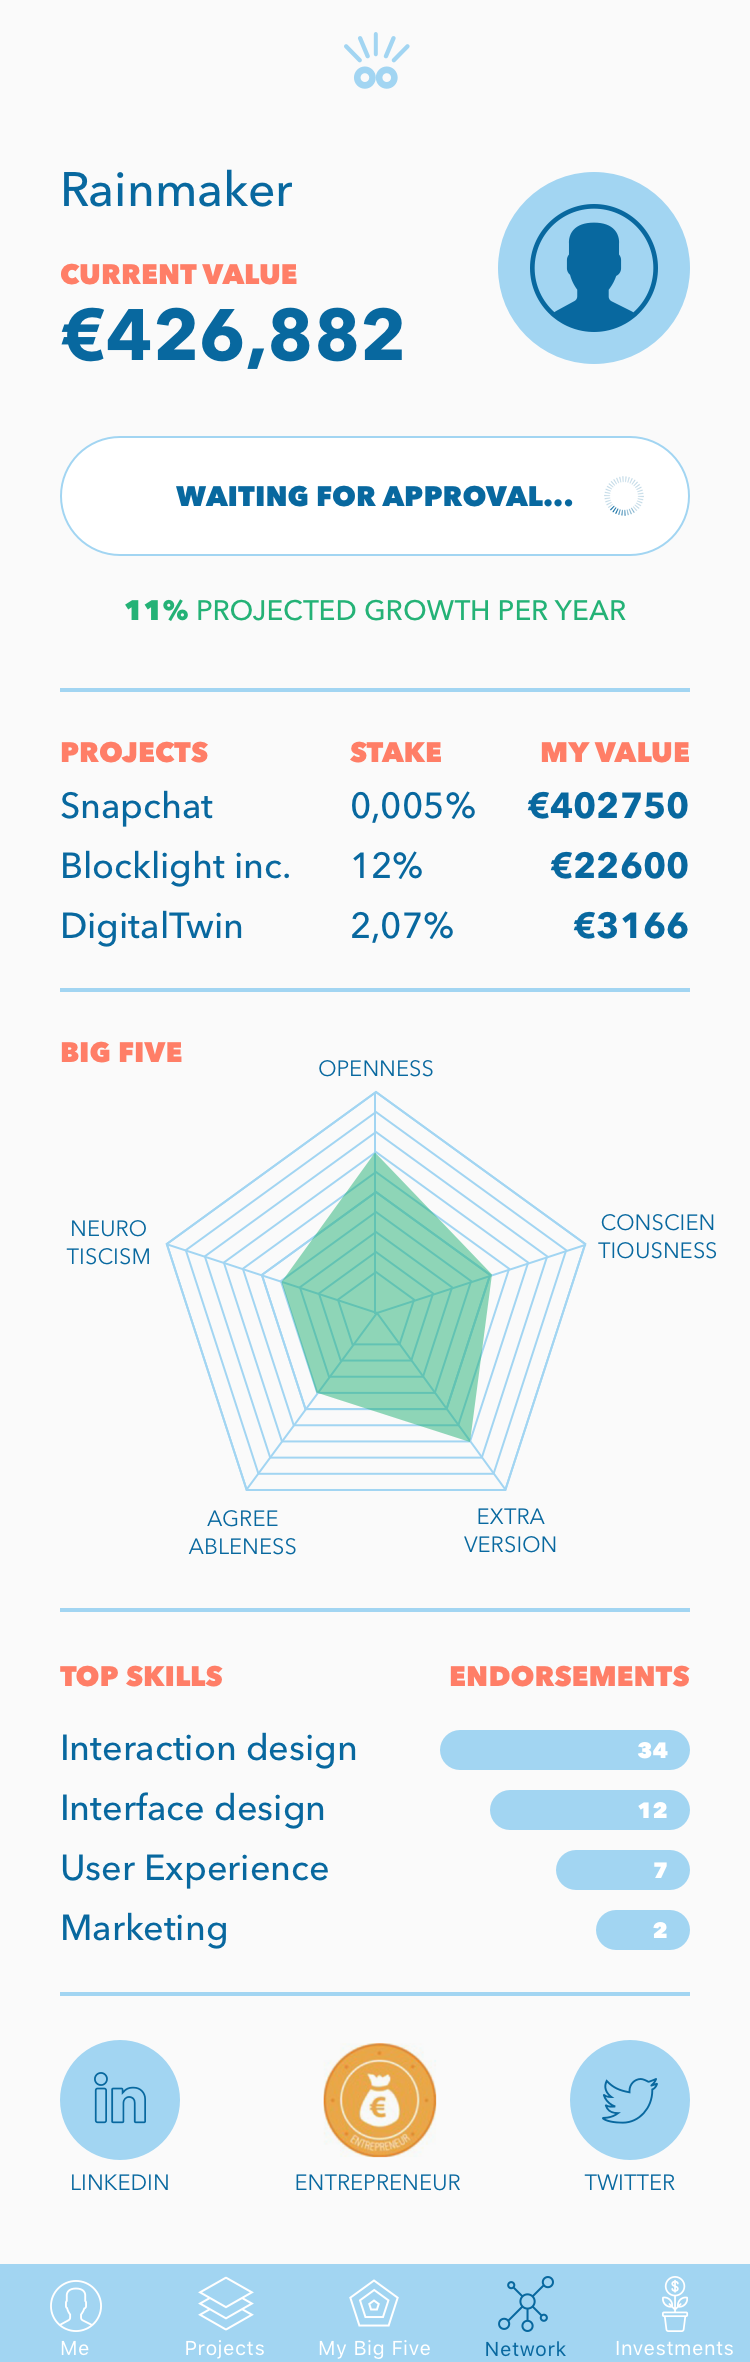 Rainmaker
CURRENT VALUE
€426,882
WAITING FOR APPROVAL...
11% PROJECTED GROWTH PER YEAR
PROJECTS STAKE MY VALUE
Snapchat 0,005% €402750
Blocklight inc. 12% €22600
DigitalTwin 2,07% €3166
BIG FIVE
OPENNESS
NEURO
TISCISM
CONSCIEN
TIOUSNESS
AGREE
ABLENESS
EXTRA
VERSION
TOP SKILLS ENDORSEMENTS
Interaction design 34
Interface design 12
User Experience 7
Marketing 2
in
€
ENTREPRENEUR
LINKEDIN ENTREPRENEUR TWITTER
$
Me Projects My Big Five Network Investments